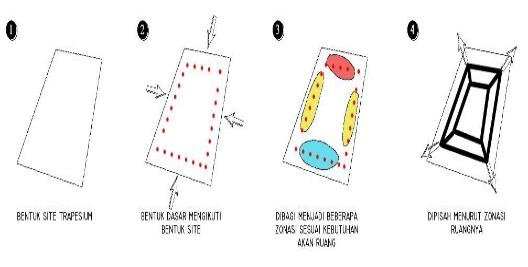 1
2
3
4
BENTUK SITE TRAPESIUM
BENTUK DASAR MENGIKUTI
BENTUK SITE
DIBAGI MENJADI BEBERAPA
ZONASI SESUAI KEBUTUHAN
AKAN RUANG
DIPISAH MENURUT ZONASI
RUANGNYA